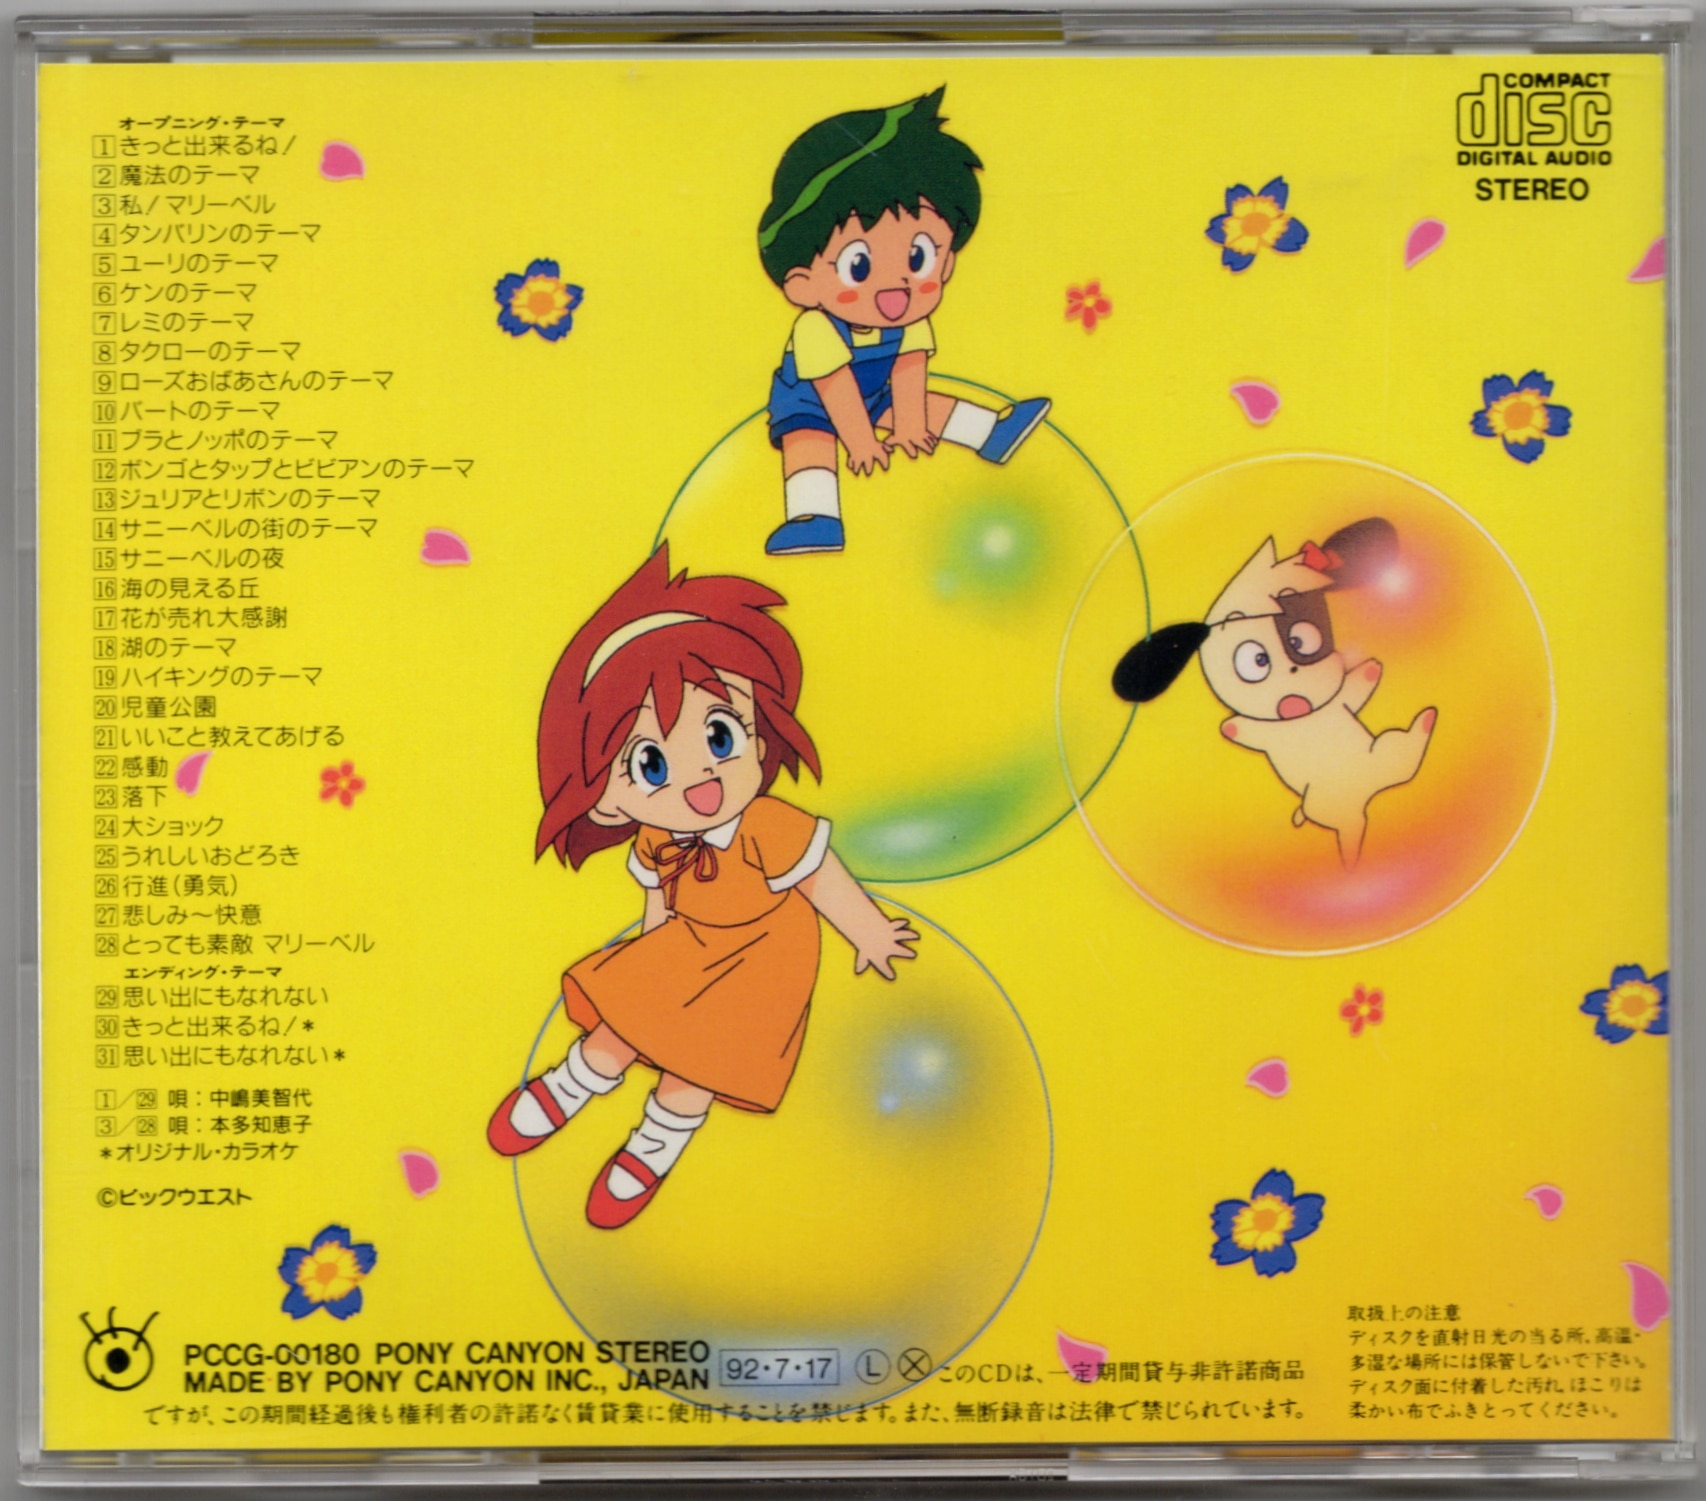 オープニング・テーマ
1 きっと出来るね!
2 魔法のテーマ
3 私!マリーベル
4 タンバリンのテーマ
5 ユーリのテーマ
6 ケンのテーマ
7 レミのテーマ
8 タクローのテーマ
9 ローズおばあさんのテーマ
10 バートのテーマ
11 ブラとノッポのテーマ
12 ボンゴとタップとビビアンのテーマ
13 ジュリアとリボンのテーマ
14 サニーベルの街のテーマ
15 サニーベルの夜
16 海の見える丘
17 花が売れ大感謝
18 湖のテーマ
19 ハイキングのテーマ
20 児童公園
21 いいこと教えてあげる
22 感動
23 落下
24 大ショック
25 うれしいおどろき
26 行進(勇気)
27 悲しみ～快意
28 とっても素敵 マリーベル
エンディング・テーマ
29 思い出にもなれない
30 きっと出来るね!*
31 思い出にもなれない*
1/29 唄:中嶋美智代
3/28 唄:本多知恵子
*オリジナル・カラオケ
©ビックウエスト
COMPACT
disc
DIGITAL AUDIO
STEREO
PCCG-00180 PONY CANYON STEREO
MADE BY PONY CANYON INC., JAPAN
92・7・17 L X このCDは、一定期間貸与非許諾商品
ですが、この期間経過後も権利者の許諾なく賃貸業に使用することを禁じます。また、無断録音は法律で禁じられています。
取扱上の注意
ディスクを直射日光の当る所、高温・
多湿な場所には保管しないで下さい。
ディスク面に付着した汚れ、ほこりは
柔かい布でふきとってください。